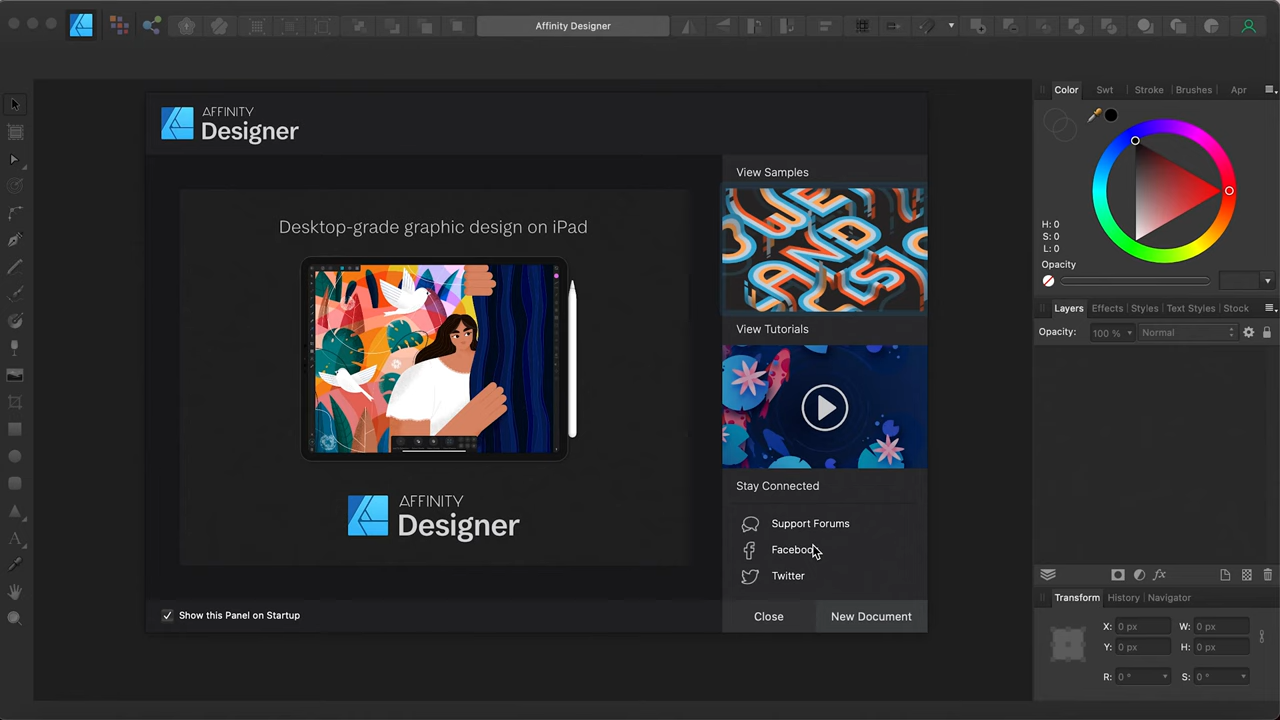 Affinity Designer
AFFINITY
Designer
Desktop-grade graphic design on iPad
AFFINITY
Designer
Show this Panel on Startup
View Samples
SWEET
AND
View Tutorials
Stay Connected
Support Forums
Facebook
Twitter
Close
New Document
Color
Swt
Stroke
Brushes
Apr
H: 0
S: 0
L: 0
Opacity
Layers
Effects
Styles
Text Styles
Stock
Opacity:
100 %
Normal
fx
Transform
History
Navigator
X: 0 px
W: 0 px
Y: 0 px
H: 0 px
R: 0 °
S: 0 °